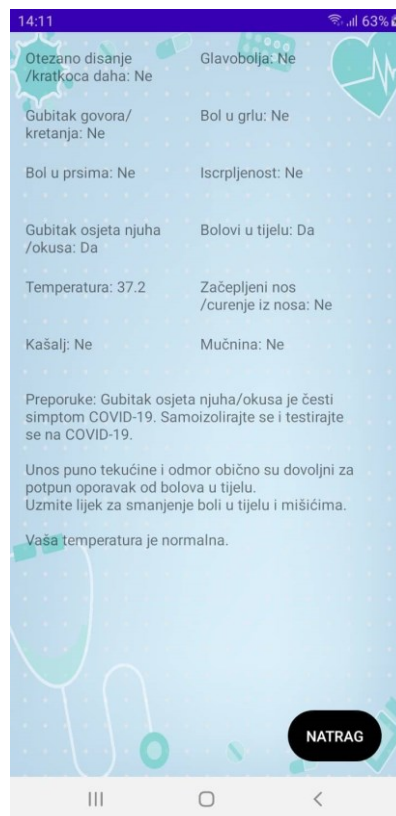 14:11 63%
Otezano disanje
/kratkoca daha: Ne
Glavobolja: Ne
Gubitak govora/
kretanja: Ne
Bol u grlu: Ne
Bol u prsima: Ne
Iscrpljenost: Ne
Gubitak osjeta njuha
/okusa: Da
Bolovi u tijelu: Da
Temperatura: 37.2
Začepljeni nos
/curenje iz nosa: Ne
Kašalj: Ne
Mučnina: Ne
Preporuke: Gubitak osjeta njuha/okusa je česti
simptom COVID-19. Samoizolirajte se i testirajte
se na COVID-19.
Unos puno tekućine i odmor obično su dovoljni za
potpun oporavak od bolova u tijelu.
Uzmite lijek za smanjenje boli u tijelu i mišićima.
Vaša temperatura je normalna.
NATRAG